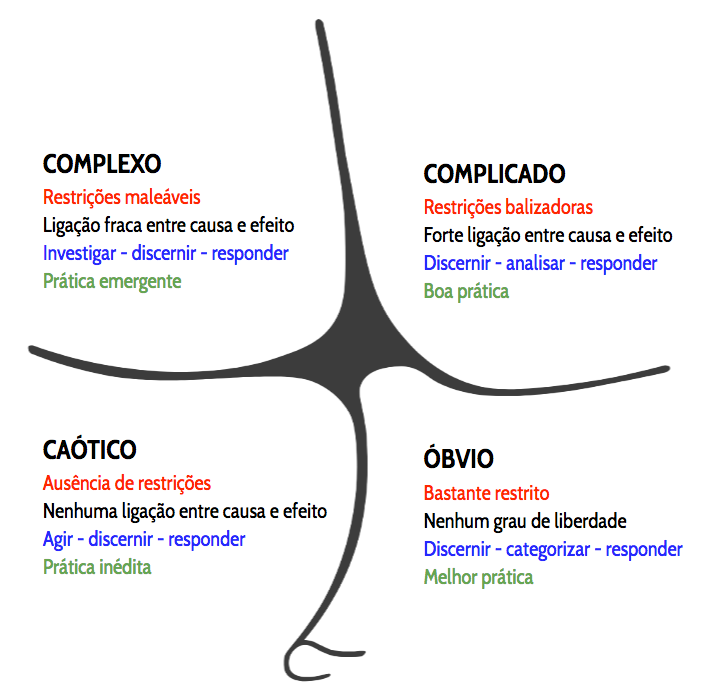 COMPLEXO
Restrições maleáveis
Ligação fraca entre causa e efeito
Investigar - discernir - responder
Prática emergente
COMPLICADO
Restrições balizadoras
Forte ligação entre causa e efeito
Discernir - analisar - responder
Boa prática
CAÓTICO
Ausência de restrições
Nenhuma ligação entre causa e efeito
Agir - discernir - responder
Prática inédita
ÓBVIO
Bastante restrito
Nenhum grau de liberdade
Discernir - categorizar - responder
Melhor prática